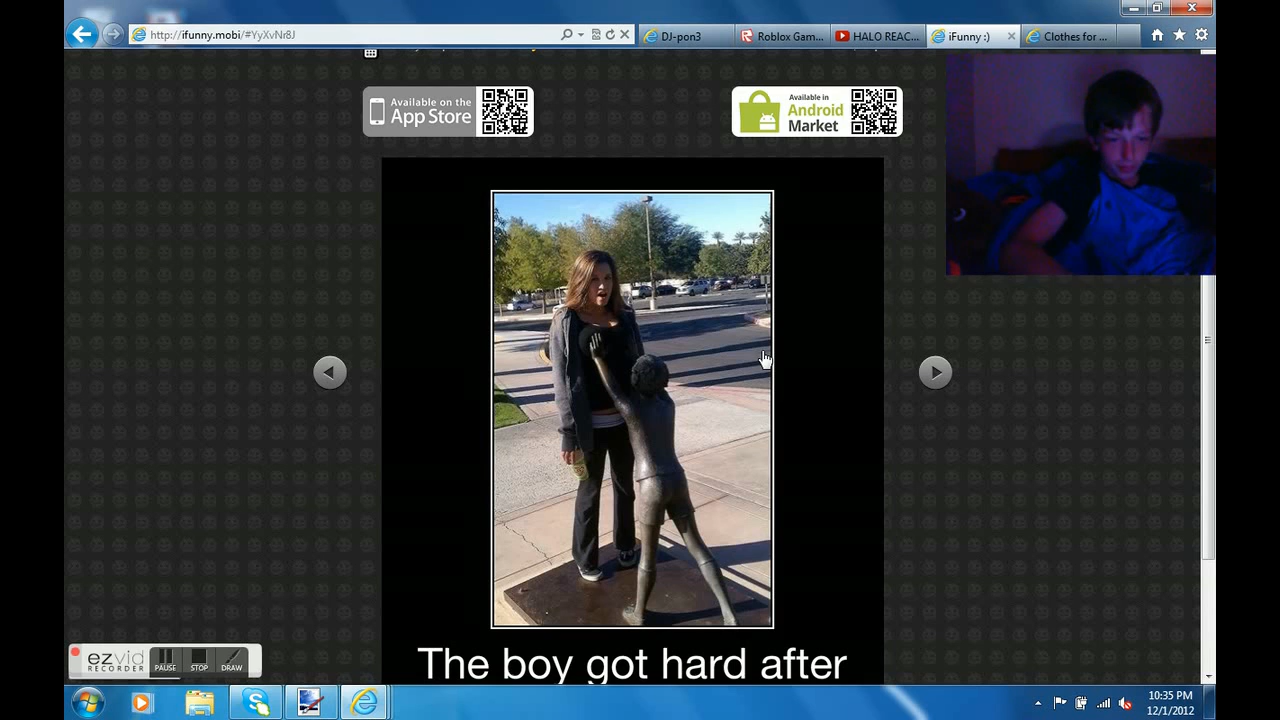 http://ifunny.mobi/#YyXvNr8J
DJ-pon3
Roblox Gam...
HALO REAC...
iFunny :)
Clothes for ...
Available on the
App Store
Available in
Android
Market
The boy got hard after
ezvid
RECORDER
PAUSE
STOP
DRAW
10:35 PM
12/1/2012